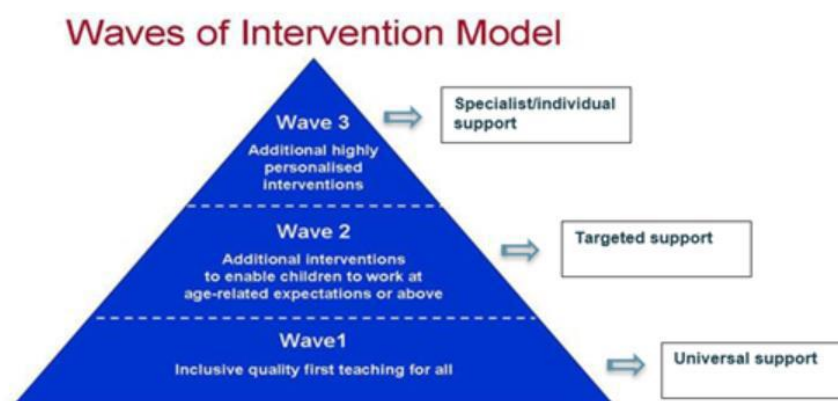 Waves of Intervention Model
Wave 3
Additional highly
personalised
interventions
Specialist/individual
support
Wave 2
Additional interventions
to enable children to work at
age-related expectations or above
Targeted support
Wave1
Inclusive quality first teaching for all
Universal support